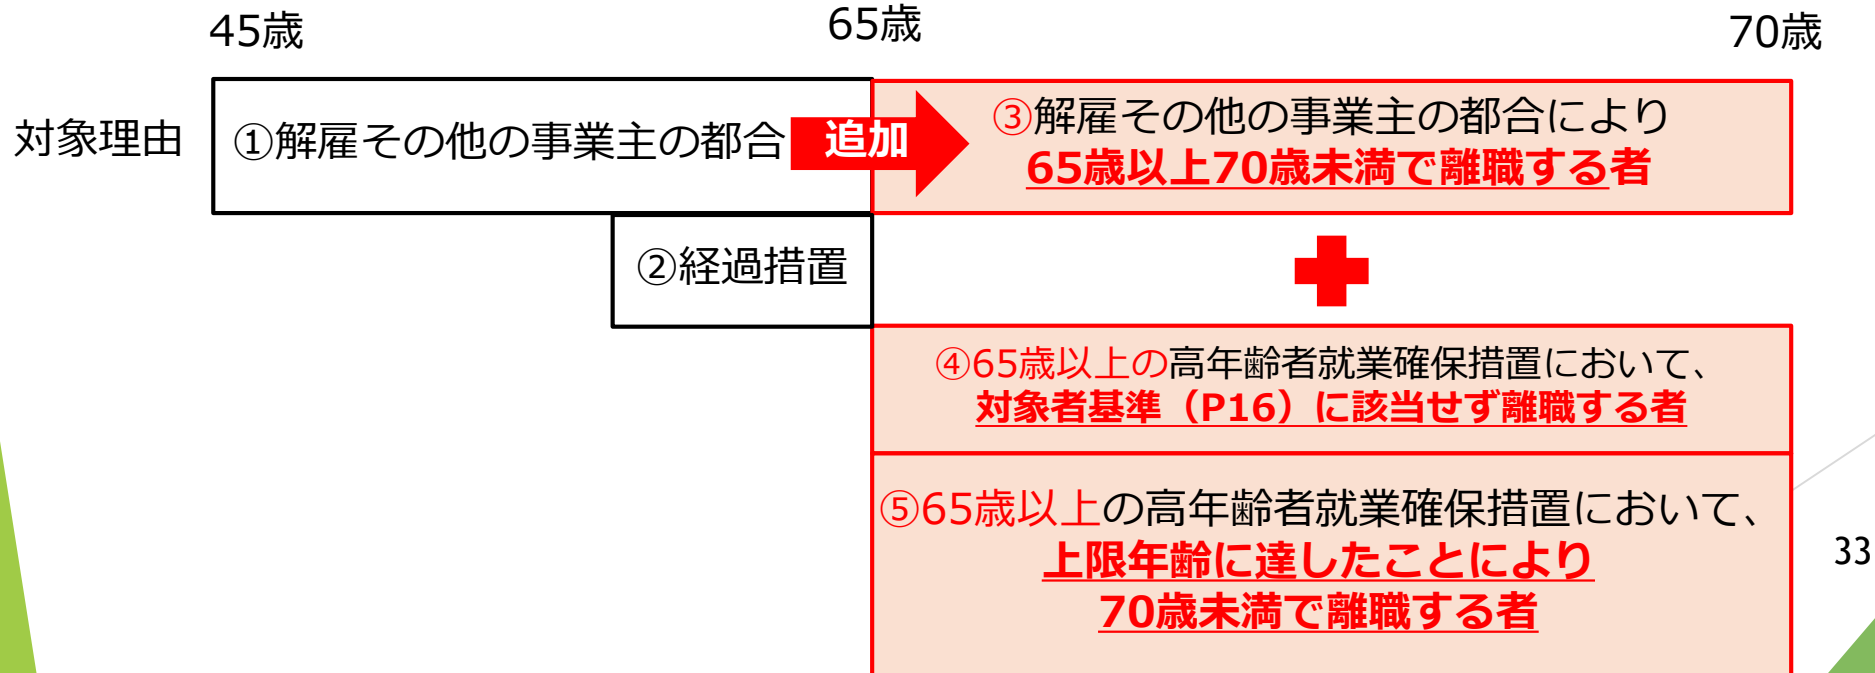 45歳
65歳
70歳
対象理由
①解雇その他の事業主の都合
追加
③解雇その他の事業主の都合により
65歳以上70歳未満で離職する者
②経過措置
④65歳以上の高年齢者就業確保措置において、
対象者基準（P16）に該当せず離職する者
⑤65歳以上の高年齢者就業確保措置において、
上限年齢に達したことにより
70歳未満で離職する者
33